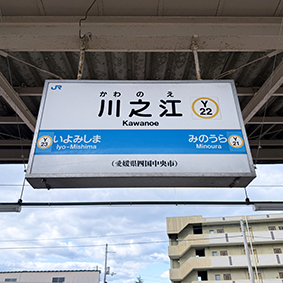 JR
かわのえ
川之江
Kawanoe
Y
22
いよみしま
Iyo-Mishima
Y
23
みのうら
Minoura
Y
21
(愛媛県四国中央市)